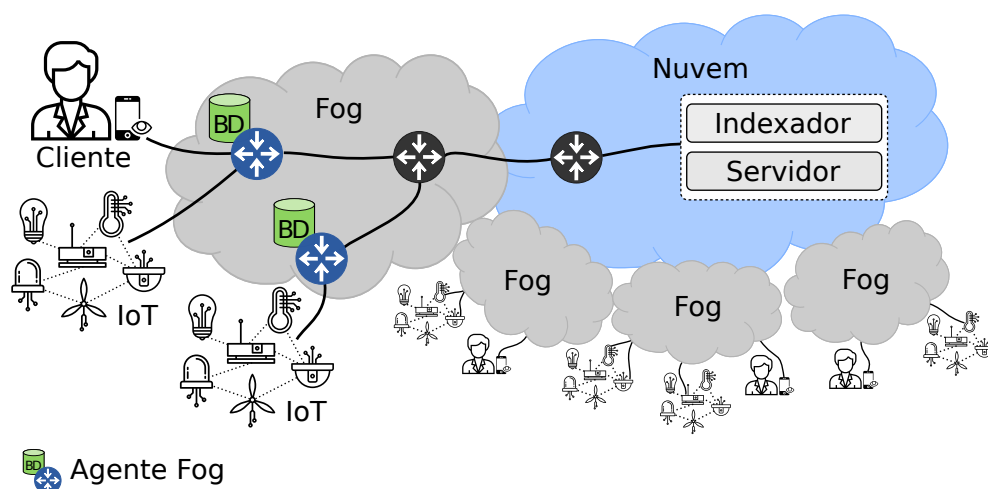 Nuvem
Fog
BD
Indexador
Servidor
Cliente
BD
Fog
Fog
Fog
IoT
IoT
BD
Agente Fog